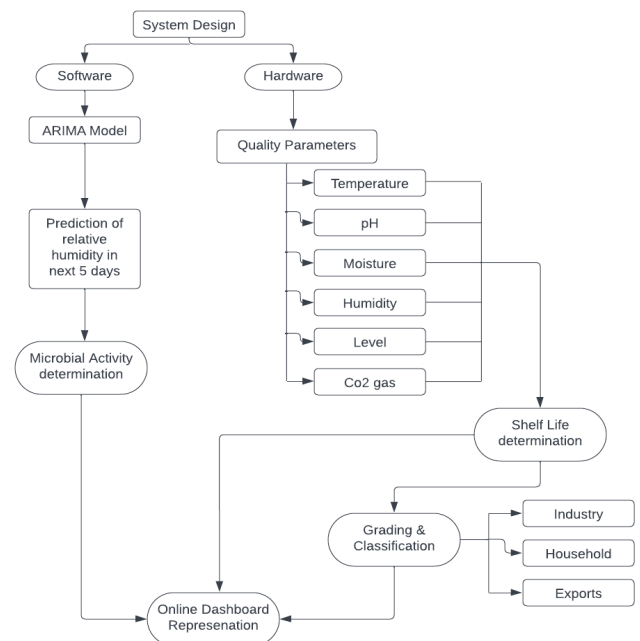 System Design
Software
Hardware
ARIMA Model
Quality Parameters
Temperature
Prediction of
relative
humidity in
next 5 days
pH
Moisture
Humidity
Level
Microbial Activity
determination
Co2 gas
Shelf Life
determination
Grading &
Classification
Industry
Household
Exports
Online Dashboard
Represenation